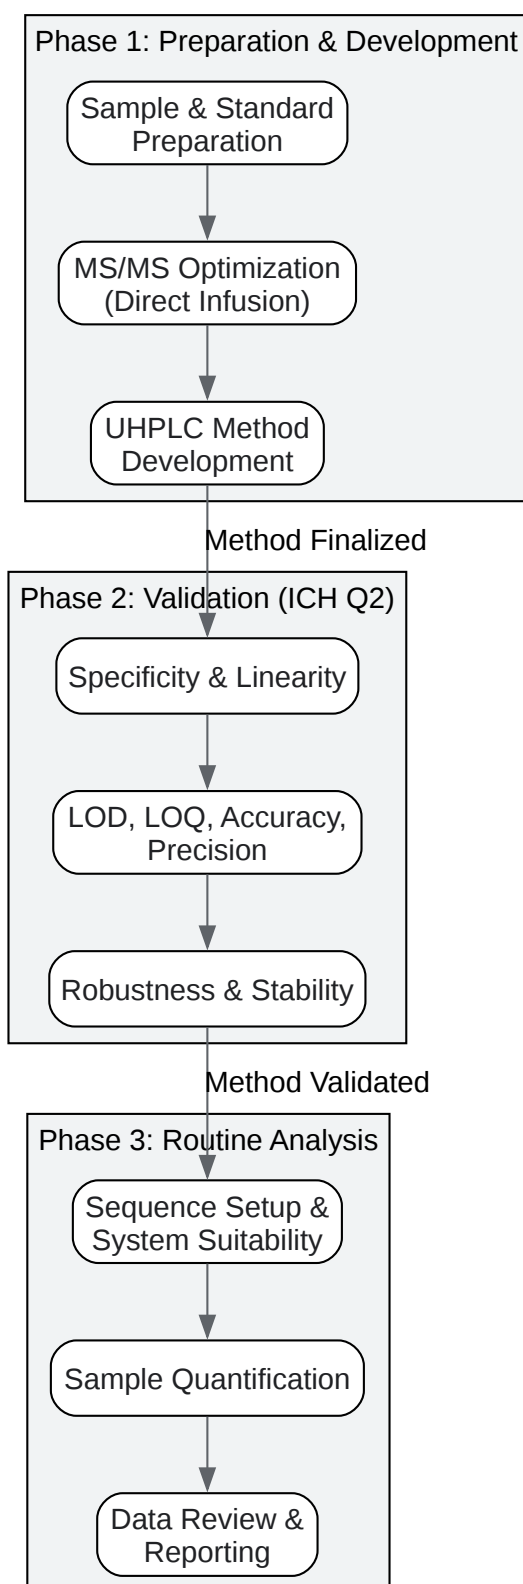 Phase 1: Preparation & Development
Sample & Standard
Preparation
MS/MS Optimization
(Direct Infusion)
UHPLC Method
Development
Method Finalized
Phase 2: Validation (ICH Q2)
Specificity & Linearity
LOD, LOQ, Accuracy,
Precision
Robustness & Stability
Method Validated
Phase 3: Routine Analysis
Sequence Setup &
System Suitability
Sample Quantification
Data Review &
Reporting